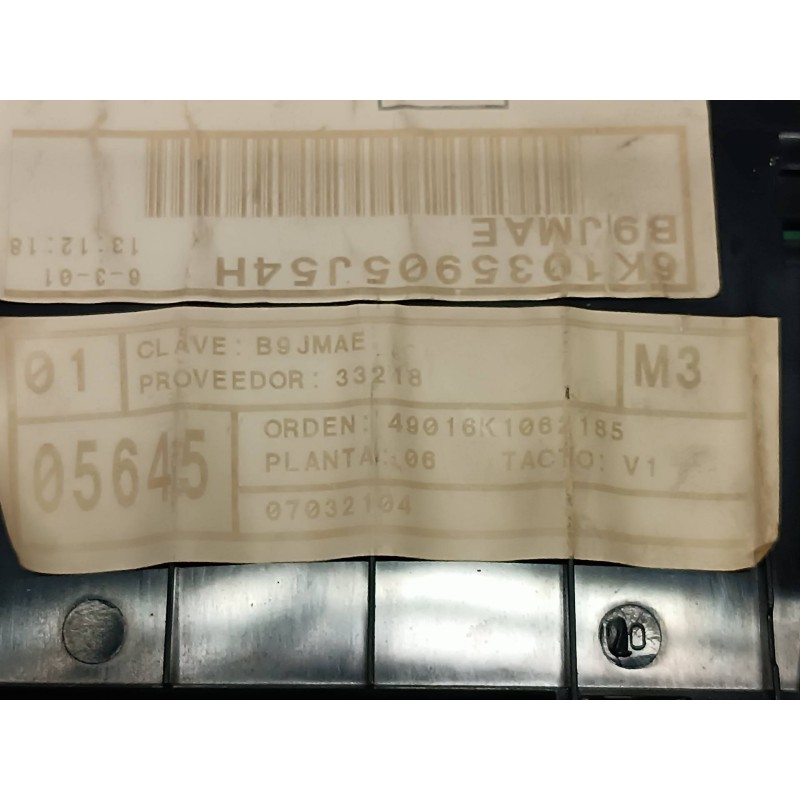 6K1035905J54H
B9JMAE
6-3-01
13:12:18
01
CLAVE: B9JMAE
PROVEEDOR: 33218
M3
05645
ORDEN: 49016K1062185
PLANTA: 06 TACTO: V1
07032104